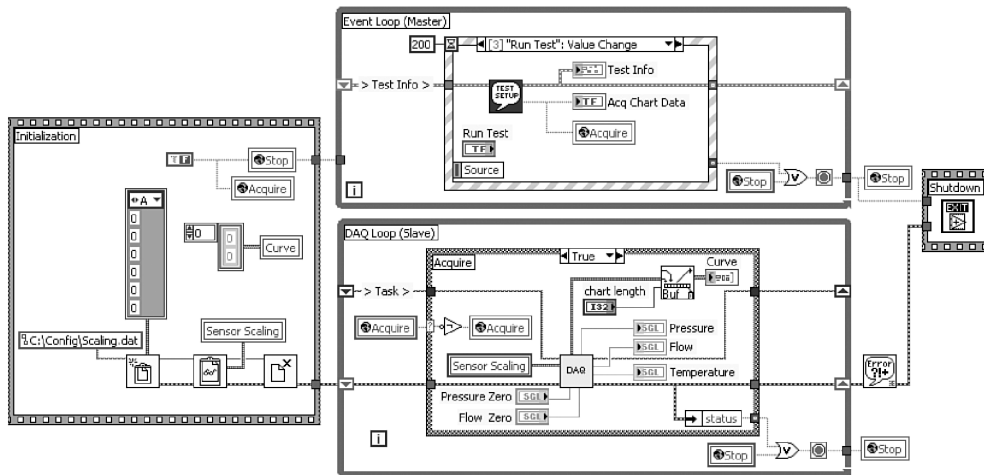 Event Loop (Master)
200
[3] "Run Test": Value Change
> Test Info >
TEST SETUP
Test Info
TF
Acq Chart Data
Acquire
Run Test
TF
Source
i
Stop
Stop
Initialization
TF
Stop
Acquire
A
0
0
0
0
0
0
0
0
0
Curve
C:\Config\Scaling.dat
Sensor Scaling
Shutdown
EXIT
DAQ Loop (Slave)
Acquire
True
> Task >
chart length
I32
Buf
Curve
Acquire
?
Acquire
SGL
Pressure
SGL
Flow
Sensor Scaling
DAQ
SGL
Temperature
Pressure Zero
SGL
Flow Zero
SGL
status
i
Stop
Stop
Error
?!+